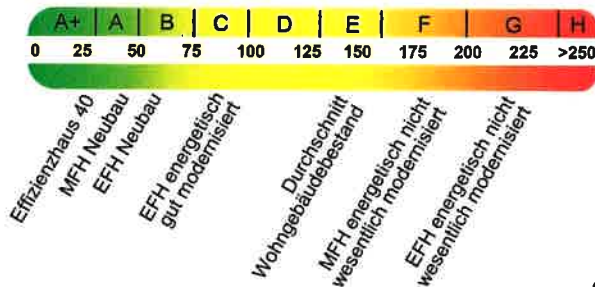 A+ A B C D E F G H
0 25 50 75 100 125 150 175 200 225 >250
Effizienzhaus 40
MFH Neubau
EFH Neubau
EFH energetisch
gut modernisiert
Durchschnitt
Wohngebäudebestand
MFH energetisch nicht
wesentlich modernisiert
EFH energetisch nicht
wesentlich modernisiert